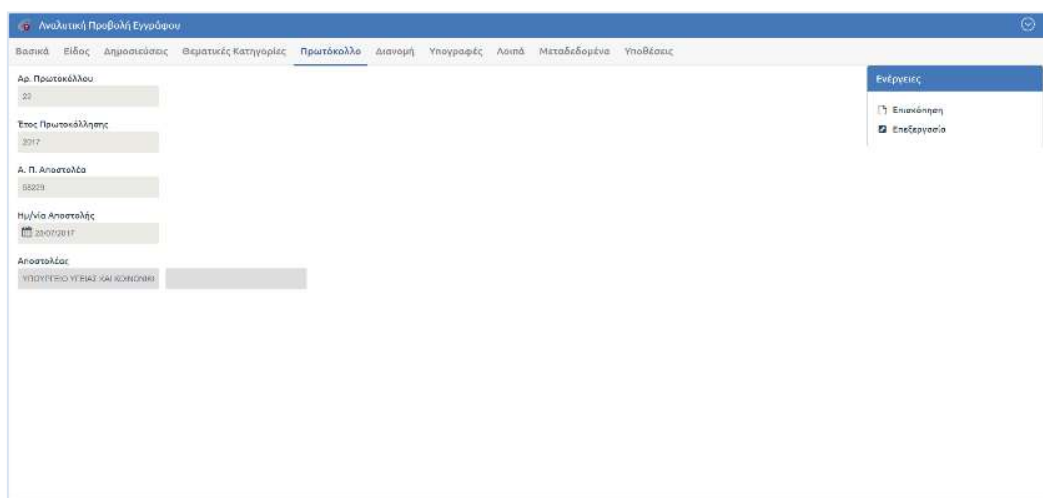 Αναλυτική Προβολή Εγγράφου
Βασικά Είδος Δημοσιεύσεις Θεματικές Κατηγορίες Πρωτόκολλο Διανομή Υπογραφές Λοιπά Μεταδεδομένα Υποθέσεις
Αρ. Πρωτοκόλλου
22
Έτος Πρωτοκόλλησης
2017
Α. Π. Αποστολέα
Ημ/νία Αποστολής
Αποστολέας
ΥΠΟΥΡΓΕΙΟ ΥΓΕΙΑΣ ΚΑΙ ΚΟΙΝΩΝΙΚΙ
Ενέργειες
Επισκόπηση
Επεξεργασία